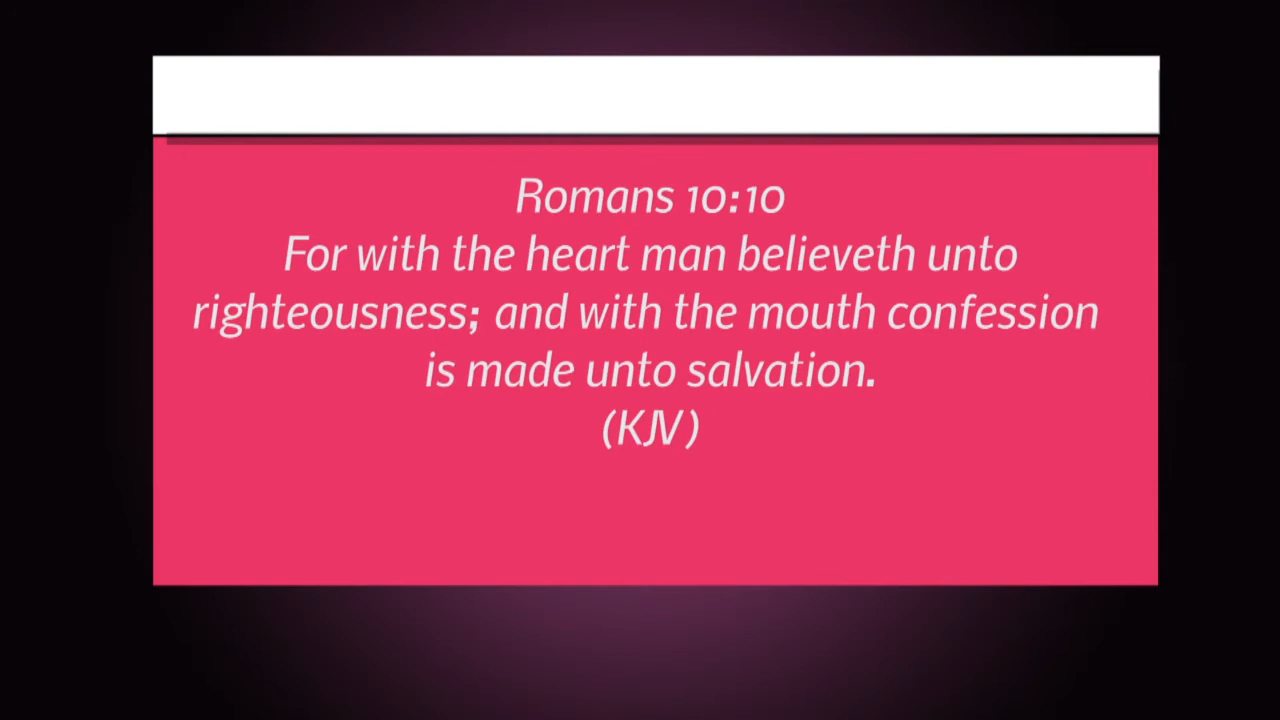 Romans 10:10
For with the heart man believeth unto
righteousness; and with the mouth confession
is made unto salvation.
(KJV)